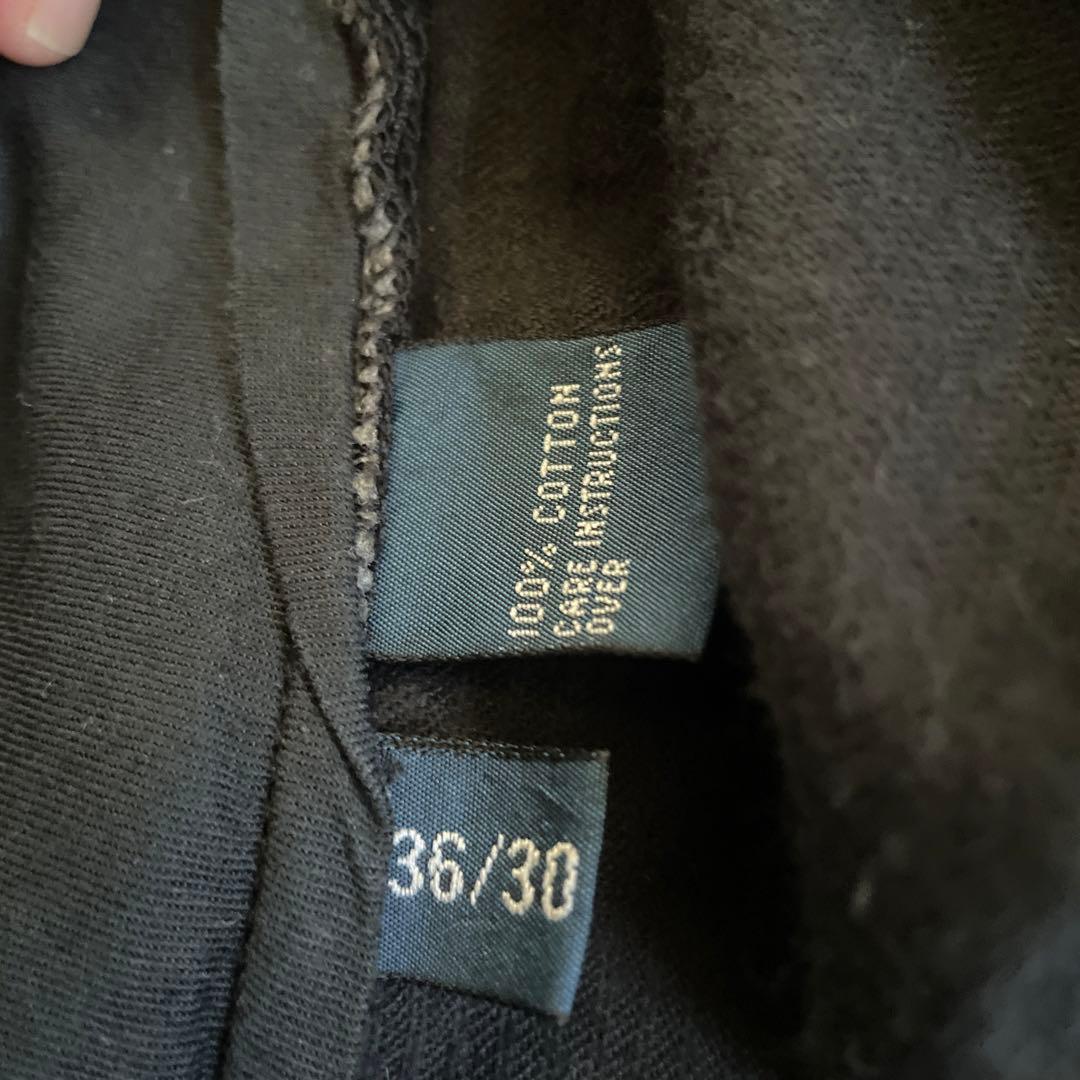 100% COTTON
CARE INSTRUCTIONS
OVER
36/30